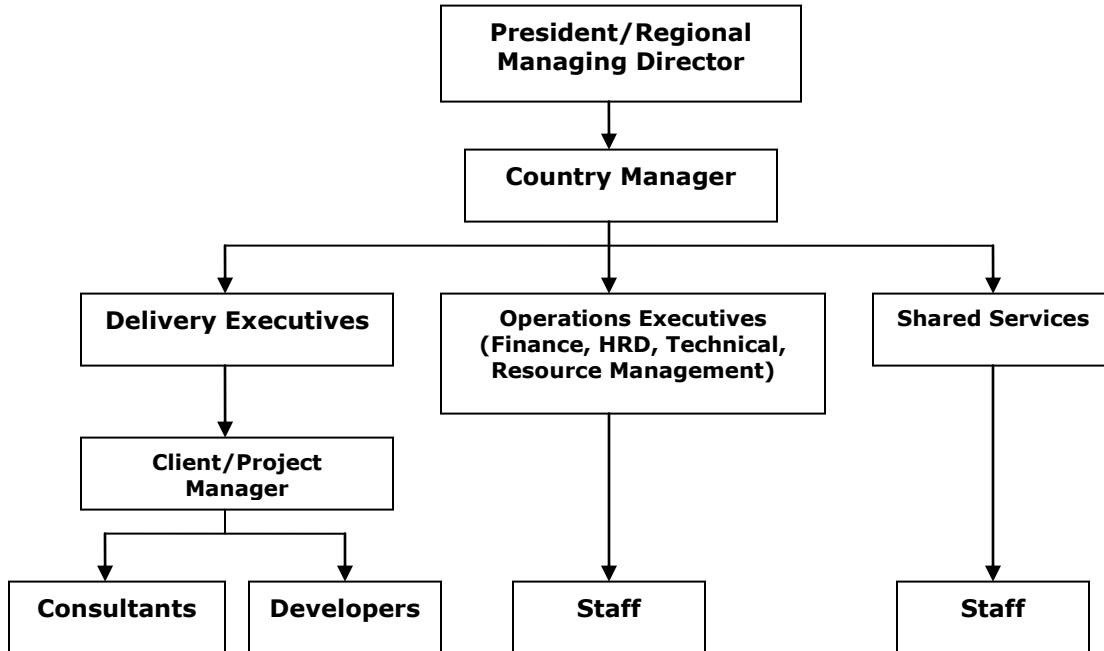 President/Regional
Managing Director
Country Manager
Delivery Executives
Operations Executives
(Finance, HRD, Technical,
Resource Management)
Shared Services
Client/Project
Manager
Consultants
Developers
Staff
Staff